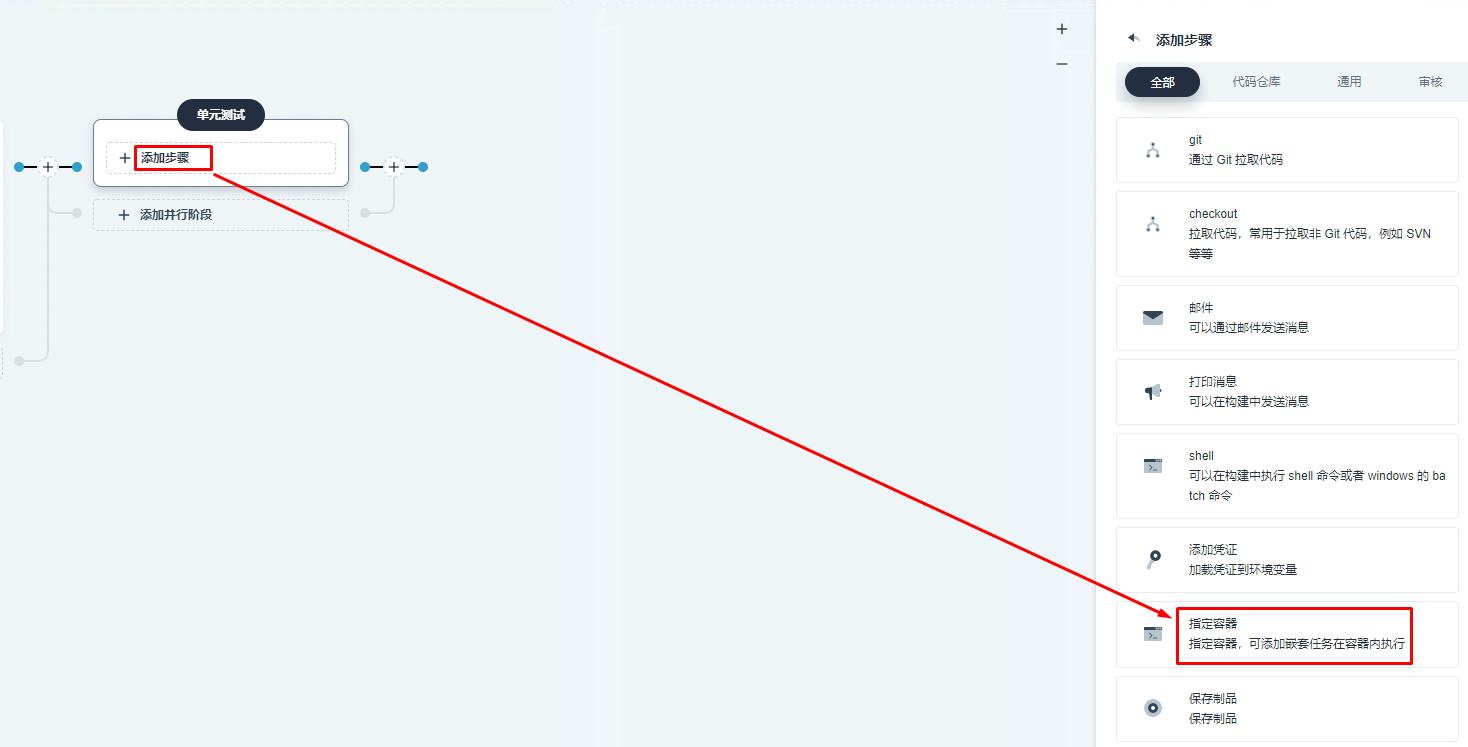 单元测试
添加步骤
添加并行阶段
添加步骤
全部
代码仓库
通用
审核
git
通过 Git 拉取代码
checkout
拉取代码，常用于拉取非 Git 代码，例如 SVN
等等
邮件
可以通过邮件发送消息
打印消息
可以在构建中发送消息
shell
可以在构建中执行 shell 命令或者 windows 的 ba
tch 命令
添加凭证
加载凭证到环境变量
指定容器
指定容器，可添加嵌套任务在容器内执行
保存制品
保存制品